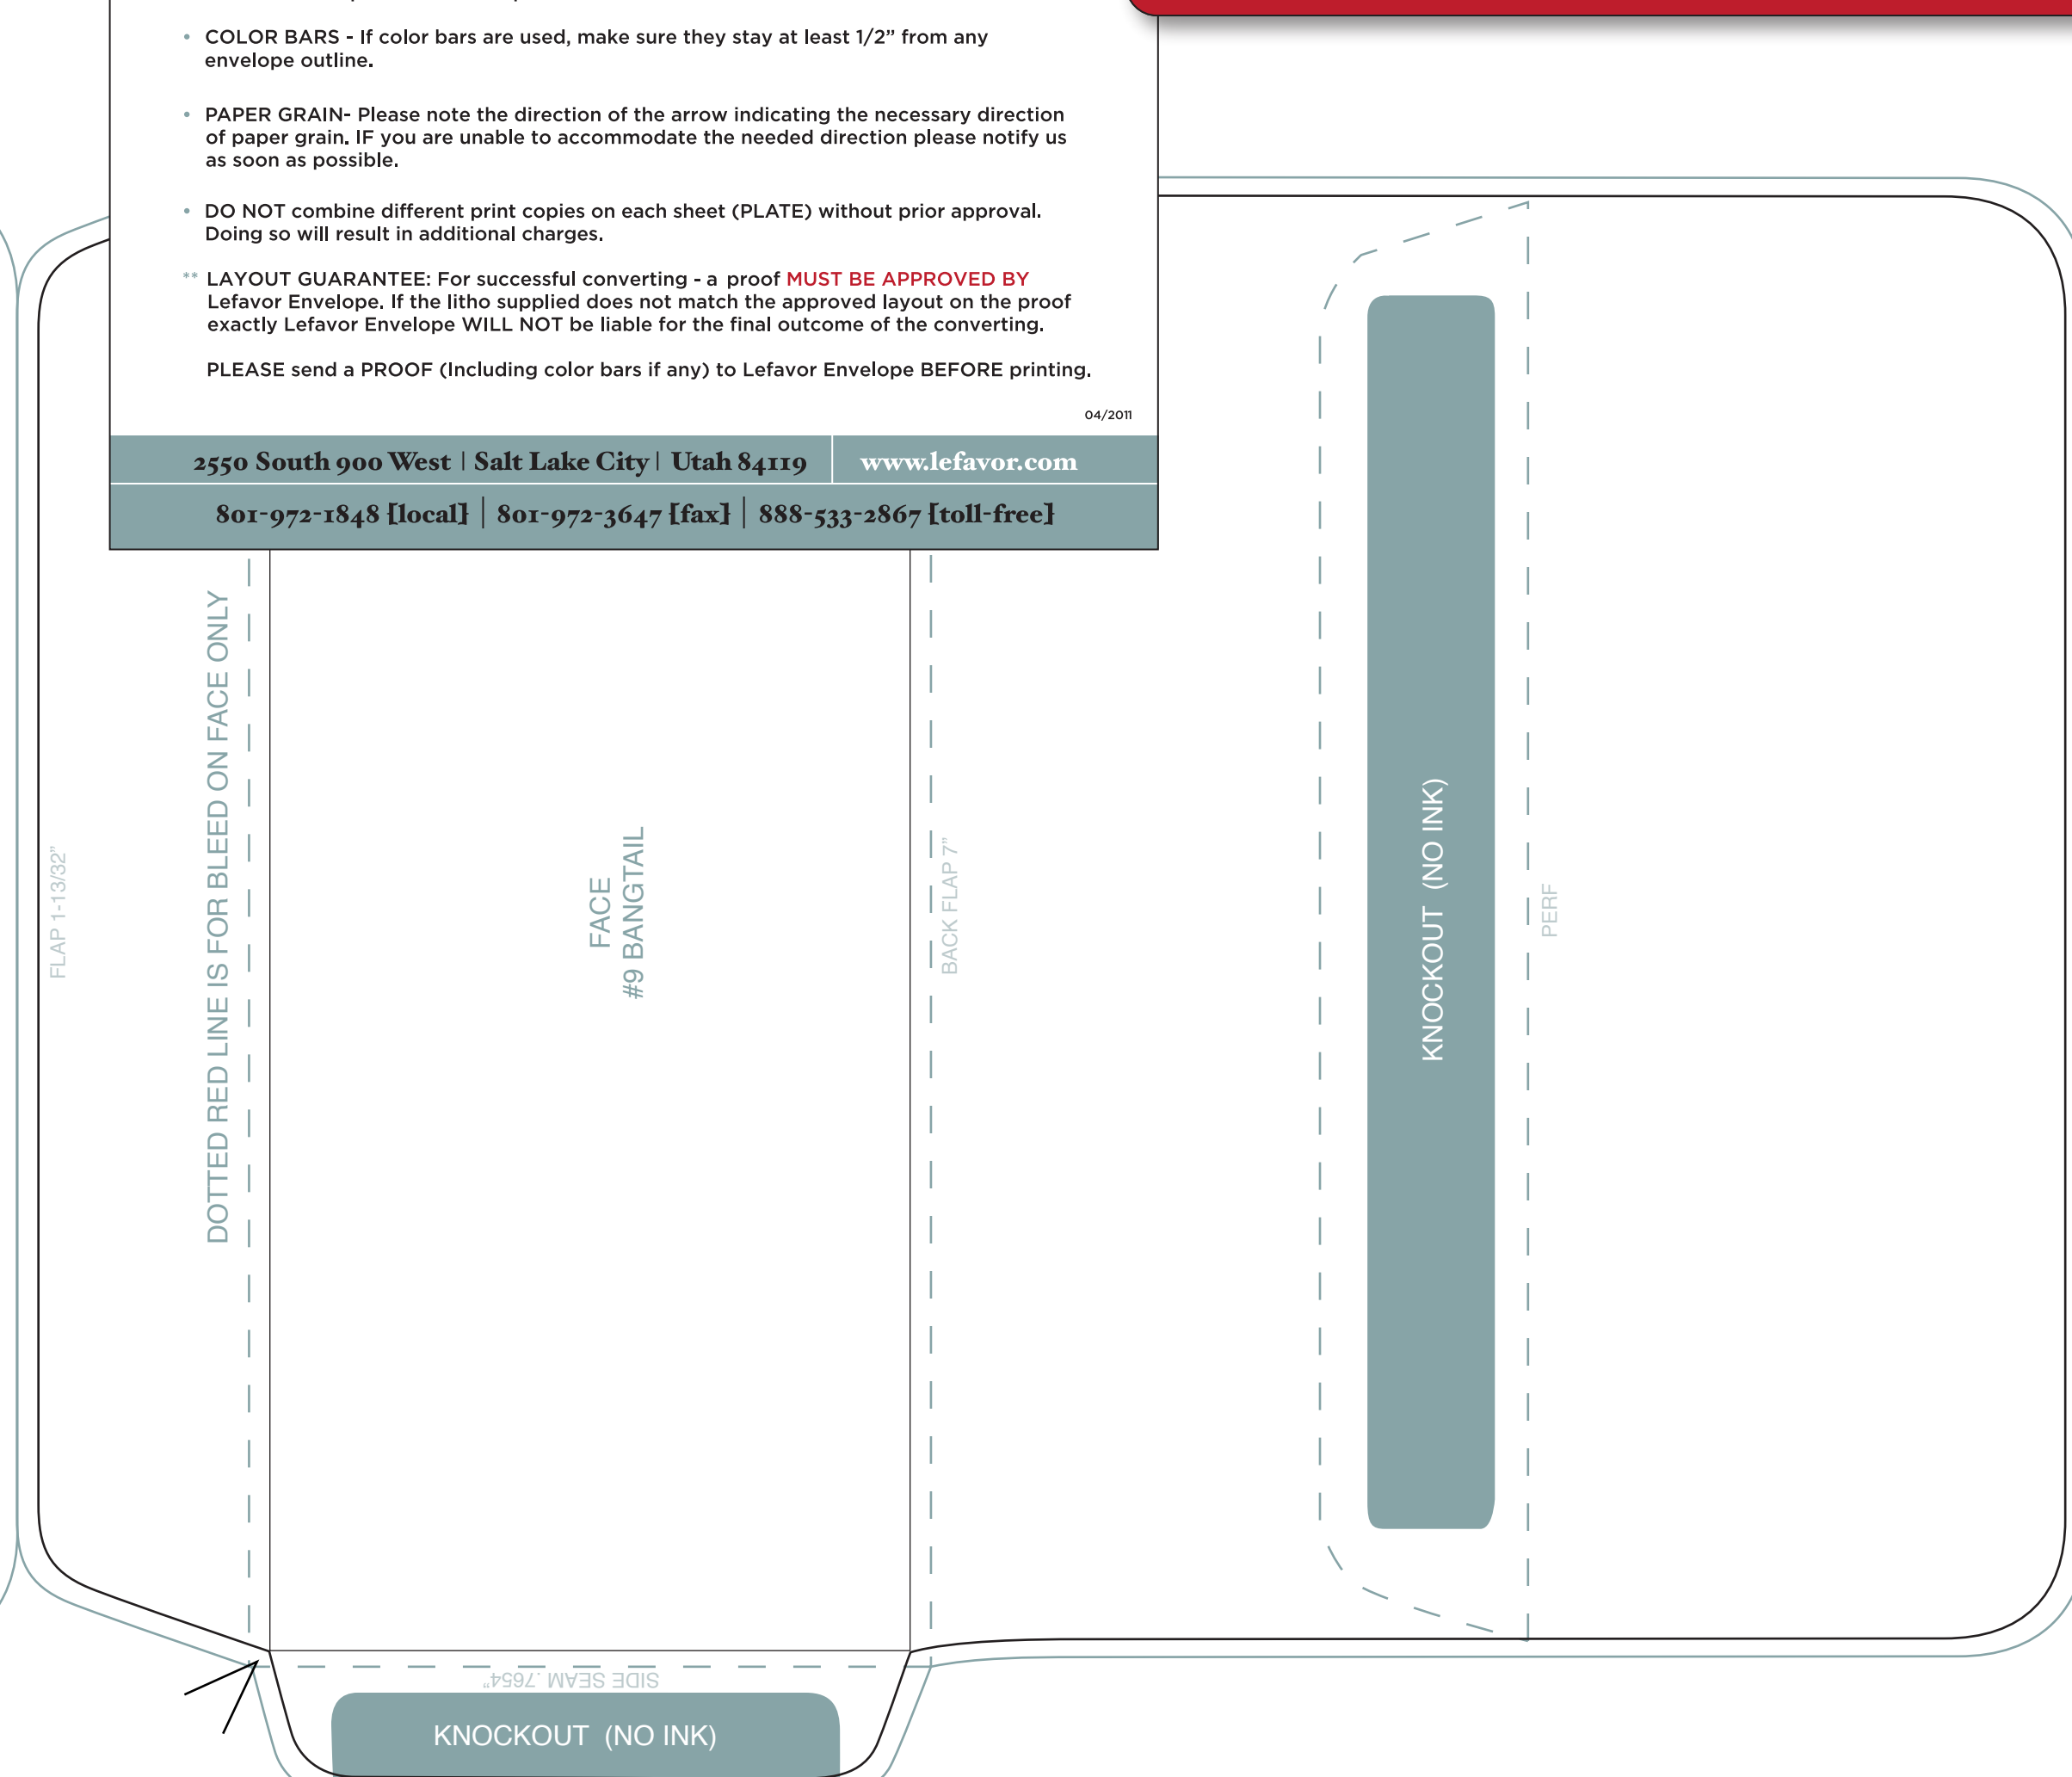 • COLOR BARS - If color bars are used, make sure they stay at least 1/2” from any
envelope outline.
• PAPER GRAIN- Please note the direction of the arrow indicating the necessary direction
of paper grain. IF you are unable to accommodate the needed direction please notify us
as soon as possible.
• DO NOT combine different print copies on each sheet (PLATE) without prior approval.
Doing so will result in additional charges.
** LAYOUT GUARANTEE: For successful converting - a proof MUST BE APPROVED BY
Lefavor Envelope. If the litho supplied does not match the approved layout on the proof
exactly Lefavor Envelope WILL NOT be liable for the final outcome of the converting.
PLEASE send a PROOF (Including color bars if any) to Lefavor Envelope BEFORE printing.
04/2011
2550 South 900 West | Salt Lake City | Utah 84119
www.lefavor.com
801-972-1848 [local] | 801-972-3647 [fax] | 888-533-2867 [toll-free]
FLAP 1-13/32”
DOTTED RED LINE IS FOR BLEED ON FACE ONLY
FACE
#9 BANGTAIL
BACK FLAP 7”
KNOCKOUT (NO INK)
PERF
SIDE SEAM .7654”
KNOCKOUT (NO INK)